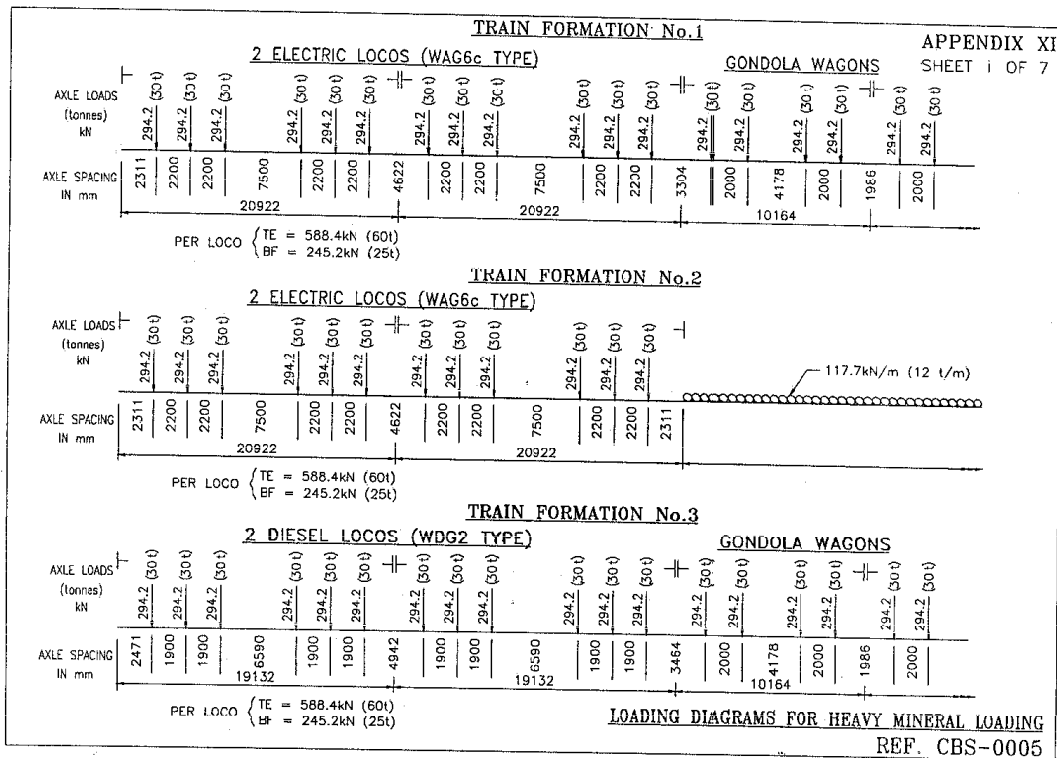 TRAIN FORMATION No.1
APPENDIX XI
SHEET 1 OF 7
2 ELECTRIC LOCOS (WAG6c TYPE)
GONDOLA WAGONS
AXLE LOADS
(tonnes)
kN
294.2 (30t) 294.2 (30t) 294.2 (30t) 294.2 (30t) 294.2 (30t) 294.2 (30t) 294.2 (30t) 294.2 (30t) 294.2 (30t) 294.2 (30t) 294.2 (30t) 294.2 (30t) 294.2 (30t) 294.2 (30t) 294.2 (30t) 294.2 (30t) 294.2 (30t) 294.2 (30t)
AXLE SPACING
IN mm
2311 2200 2200 7500 2200 2200 4622 2200 2200 7500 2200 2200 3304 2000 4178 2000 1986 2000
20922 20922 10164
PER LOCO { TE = 588.4kN (60t)
BF = 245.2kN (25t)
TRAIN FORMATION No.2
2 ELECTRIC LOCOS (WAG6c TYPE)
AXLE LOADS
(tonnes)
kN
294.2 (30t) 294.2 (30t) 294.2 (30t) 294.2 (30t) 294.2 (30t) 294.2 (30t) 294.2 (30t) 294.2 (30t) 294.2 (30t) 294.2 (30t) 294.2 (30t) 294.2 (30t)
117.7kN/m (12 t/m)
AXLE SPACING
IN mm
2311 2200 2200 7500 2200 2200 4622 2200 2200 7500 2200 2200 2311
20922 20922
PER LOCO { TE = 588.4kN (60t)
BF = 245.2kN (25t)
TRAIN FORMATION No.3
2 DIESEL LOCOS (WDG2 TYPE)
GONDOLA WAGONS
AXLE LOADS
(tonnes)
kN
294.2 (30t) 294.2 (30t) 294.2 (30t) 294.2 (30t) 294.2 (30t) 294.2 (30t) 294.2 (30t) 294.2 (30t) 294.2 (30t) 294.2 (30t) 294.2 (30t) 294.2 (30t) 294.2 (30t) 294.2 (30t) 294.2 (30t) 294.2 (30t) 294.2 (30t) 294.2 (30t)
AXLE SPACING
IN mm
2471 1900 1900 6590 1900 1900 4942 1900 1900 6590 1900 1900 3464 2000 4178 2000 1986 2000
19132 19132 10164
PER LOCO { TE = 588.4kN (60t)
BF = 245.2kN (25t)
LOADING DIAGRAMS FOR HEAVY MINERAL LOADING
REF. CBS-0005